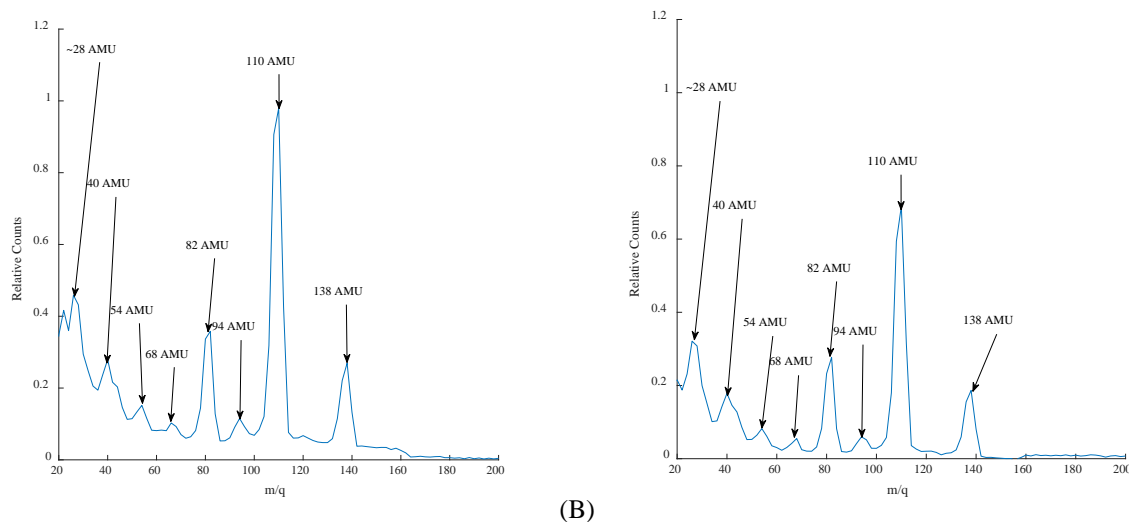 1.2
~28 AMU
110 AMU
1
40 AMU
0.8
82 AMU
0.6
138 AMU
54 AMU
94 AMU
68 AMU
0.4
0.2
0
20 40 60 80 100 120 140 160 180 200
m/q
Relative Counts
1.2
1
~28 AMU
110 AMU
0.8
40 AMU
0.6
82 AMU
54 AMU
138 AMU
94 AMU
68 AMU
0.4
0.2
0
20 40 60 80 100 120 140 160 180 200
m/q
Relative Counts
(B)